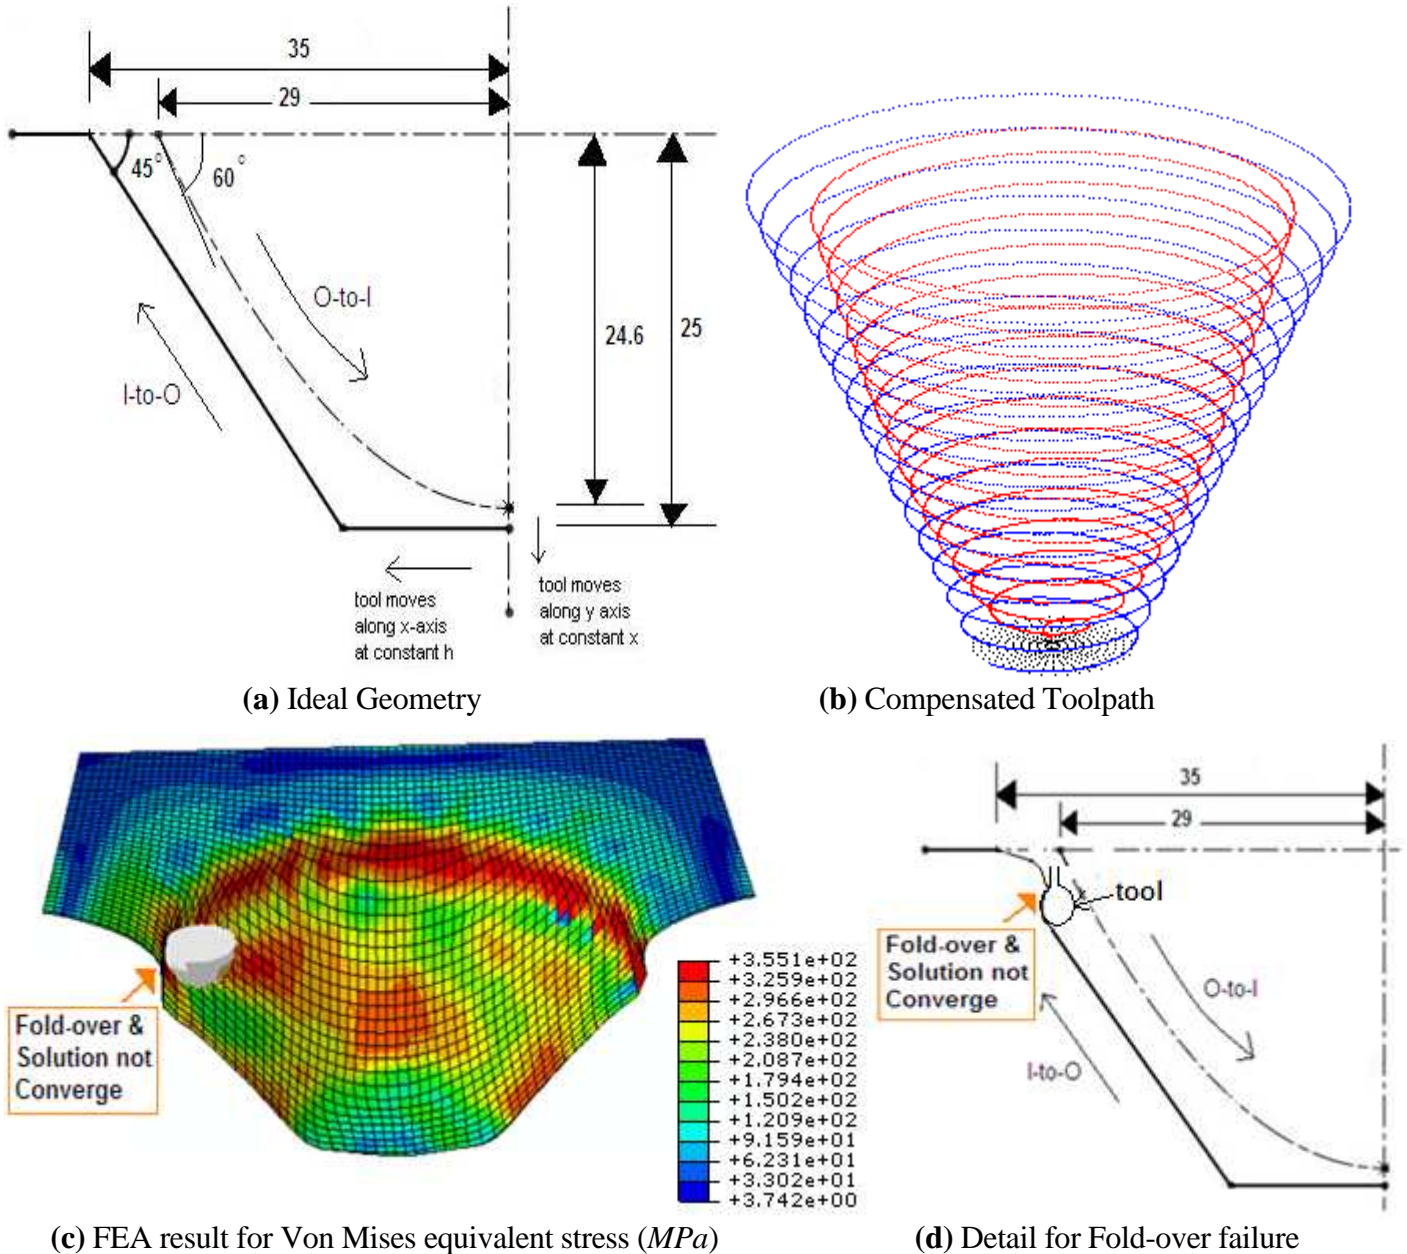 35
29
45°
60°
O-to-I
I-to-O
24.6
25
tool moves
along x-axis
at constant h
tool moves
along y axis
at constant x
(a) Ideal Geometry
(b) Compensated Toolpath
Fold-over &
Solution not
Converge
+3.551e+02
+3.259e+02
+2.966e+02
+2.673e+02
+2.380e+02
+2.087e+02
+1.794e+02
+1.502e+02
+1.209e+02
+9.159e+01
+6.231e+01
+3.302e+01
+3.742e+00
35
29
tool
Fold-over &
Solution not
Converge
O-to-I
I-to-O
(c) FEA result for Von Mises equivalent stress (MPa)
(d) Detail for Fold-over failure